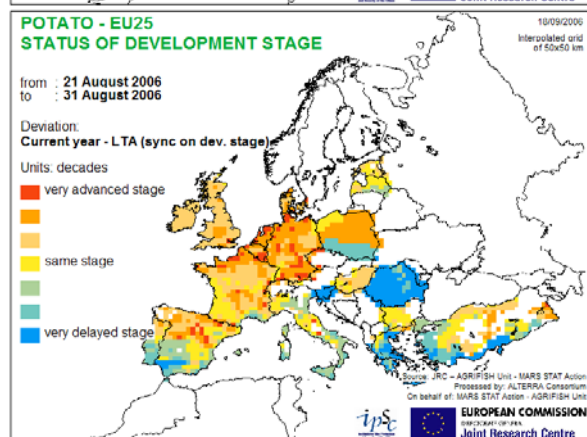 POTATO - EU25
STATUS OF DEVELOPMENT STAGE
18/09/2006
Interpolated grid
of 50x50 km
from : 21 August 2006
to : 31 August 2006
Deviation:
Current year - LTA (sync on dev. stage)
Units: decades
very advanced stage
same stage
very delayed stage
Source: JRC - AGRIFISH Unit - MARS STAT Action
Processed by: ALTERRA Consortium
On behalf of: MARS STAT Action - AGRIFISH Unit
ipsc
EUROPEAN COMMISSION
Joint Research Centre